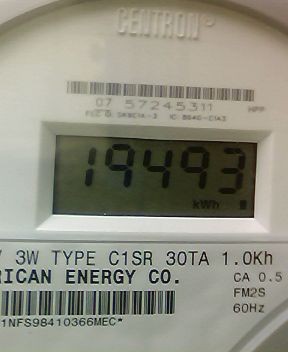 CENTRON®
07 57245311
HPP
19493
kWh
V 3W TYPE C1SR 30TA 1.0Kh
RICAN ENERGY CO.
CA 0.5
FM2S
60Hz
1NFS98410366MEC*